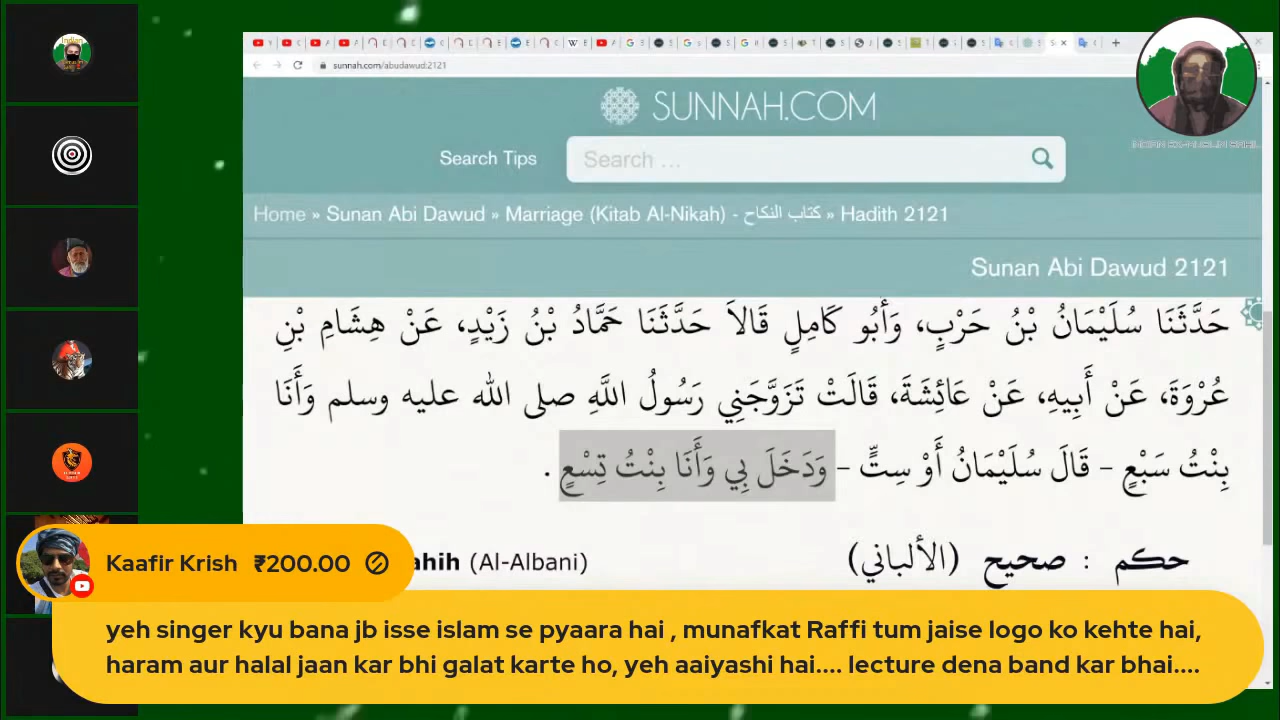 sunnah.com/abudawud:2121
SUNNAH.COM
Search Tips
Search ...
Home » Sunan Abi Dawud » Marriage (Kitab Al-Nikah) - كتاب النكاح » Hadith 2121
Sunan Abi Dawud 2121
حَدَّثَنَا سُلَيْمَانُ بْنُ حَرْبٍ، وَأَبُو كَامِلٍ قَالاَ حَدَّثَنَا حَمَّادُ بْنُ زَيْدٍ، عَنْ هِشَامِ بْنِ
عُرْوَةَ، عَنْ أَبِيهِ، عَنْ عَائِشَةَ، قَالَتْ تَزَوَّجَنِي رَسُولُ اللَّهِ صلى الله عليه وسلم وَأَنَا
بِنْتُ سَبْعٍ - قَالَ سُلَيْمَانُ أَوْ سِتٍّ - وَدَخَلَ بِي وَأَنَا بِنْتُ تِسْعٍ .
ahih (Al-Albani)
حكم : صحيح (الألباني)
Kaafir Krish ₹200.00
yeh singer kyu bana jb isse islam se pyaara hai , munafkat Raffi tum jaise logo ko kehte hai,
haram aur halal jaan kar bhi galat karte ho, yeh aaiyashi hai.... lecture dena band kar bhai....